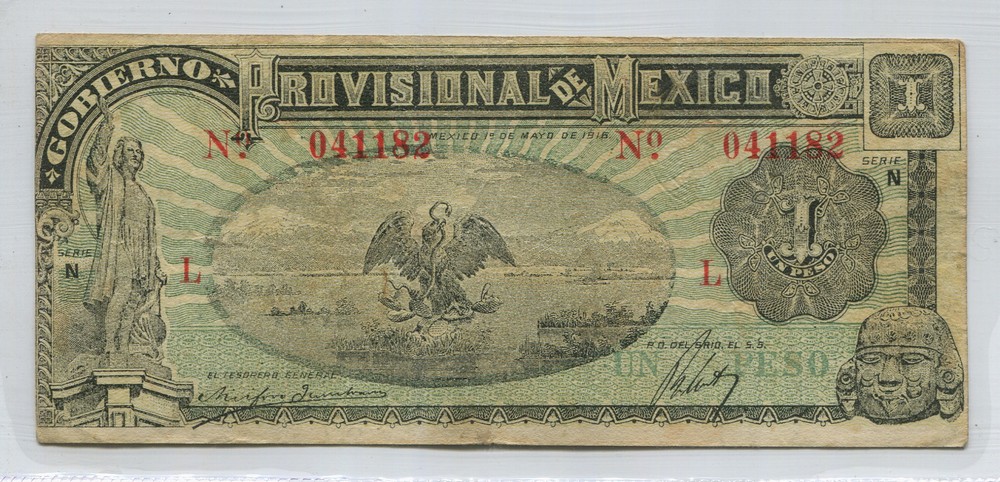 GOBIERNO
PROVISIONAL DE MEXICO
1
MEXICO 1º DE MAYO DE 1916
Nº 041182
Nº 041182
SERIE
N
1
UN PESO
SERIE
N
L
L
P.O. DEL SRIO. EL S.S.
UN PESO
EL TESORERO GENERAL